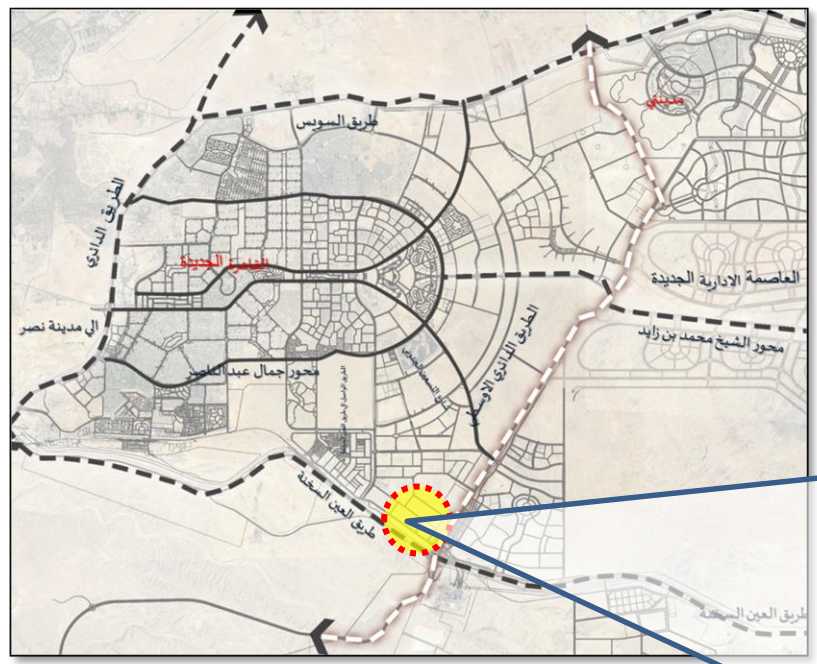 مدينتي
طريق السويس
الطريق الدائري
القاهرة الجديدة
العاصمة الادارية الجديدة
الي مدينة نصر
محور الشيخ محمد بن زايد
الطريق الدائري الاوسطي
محور جمال عبد الناصر
طريق العين السخنة
طريق العين السخنة